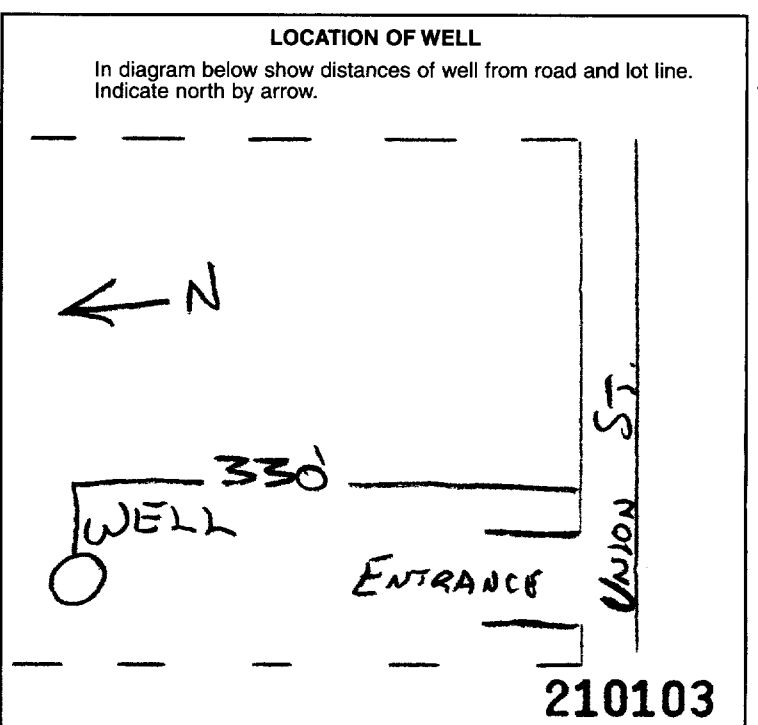 LOCATION OF WELL
In diagram below show distances of well from road and lot line.
Indicate north by arrow.
N
UNION ST.
330'
WELL
ENTRANCE
210103